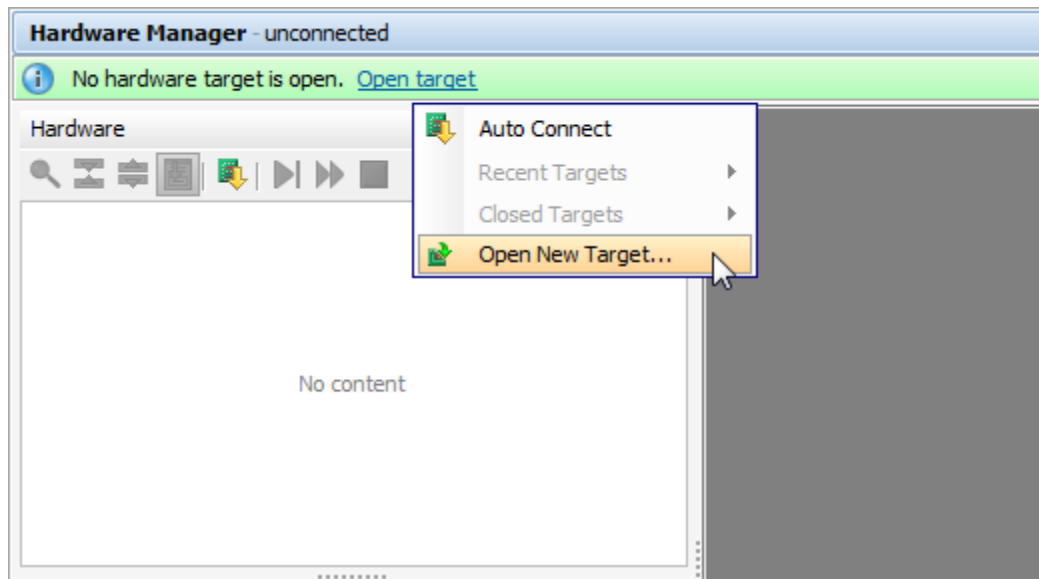 Hardware Manager - unconnected
No hardware target is open. Open target
Hardware
Auto Connect
Recent Targets
Closed Targets
Open New Target...
No content